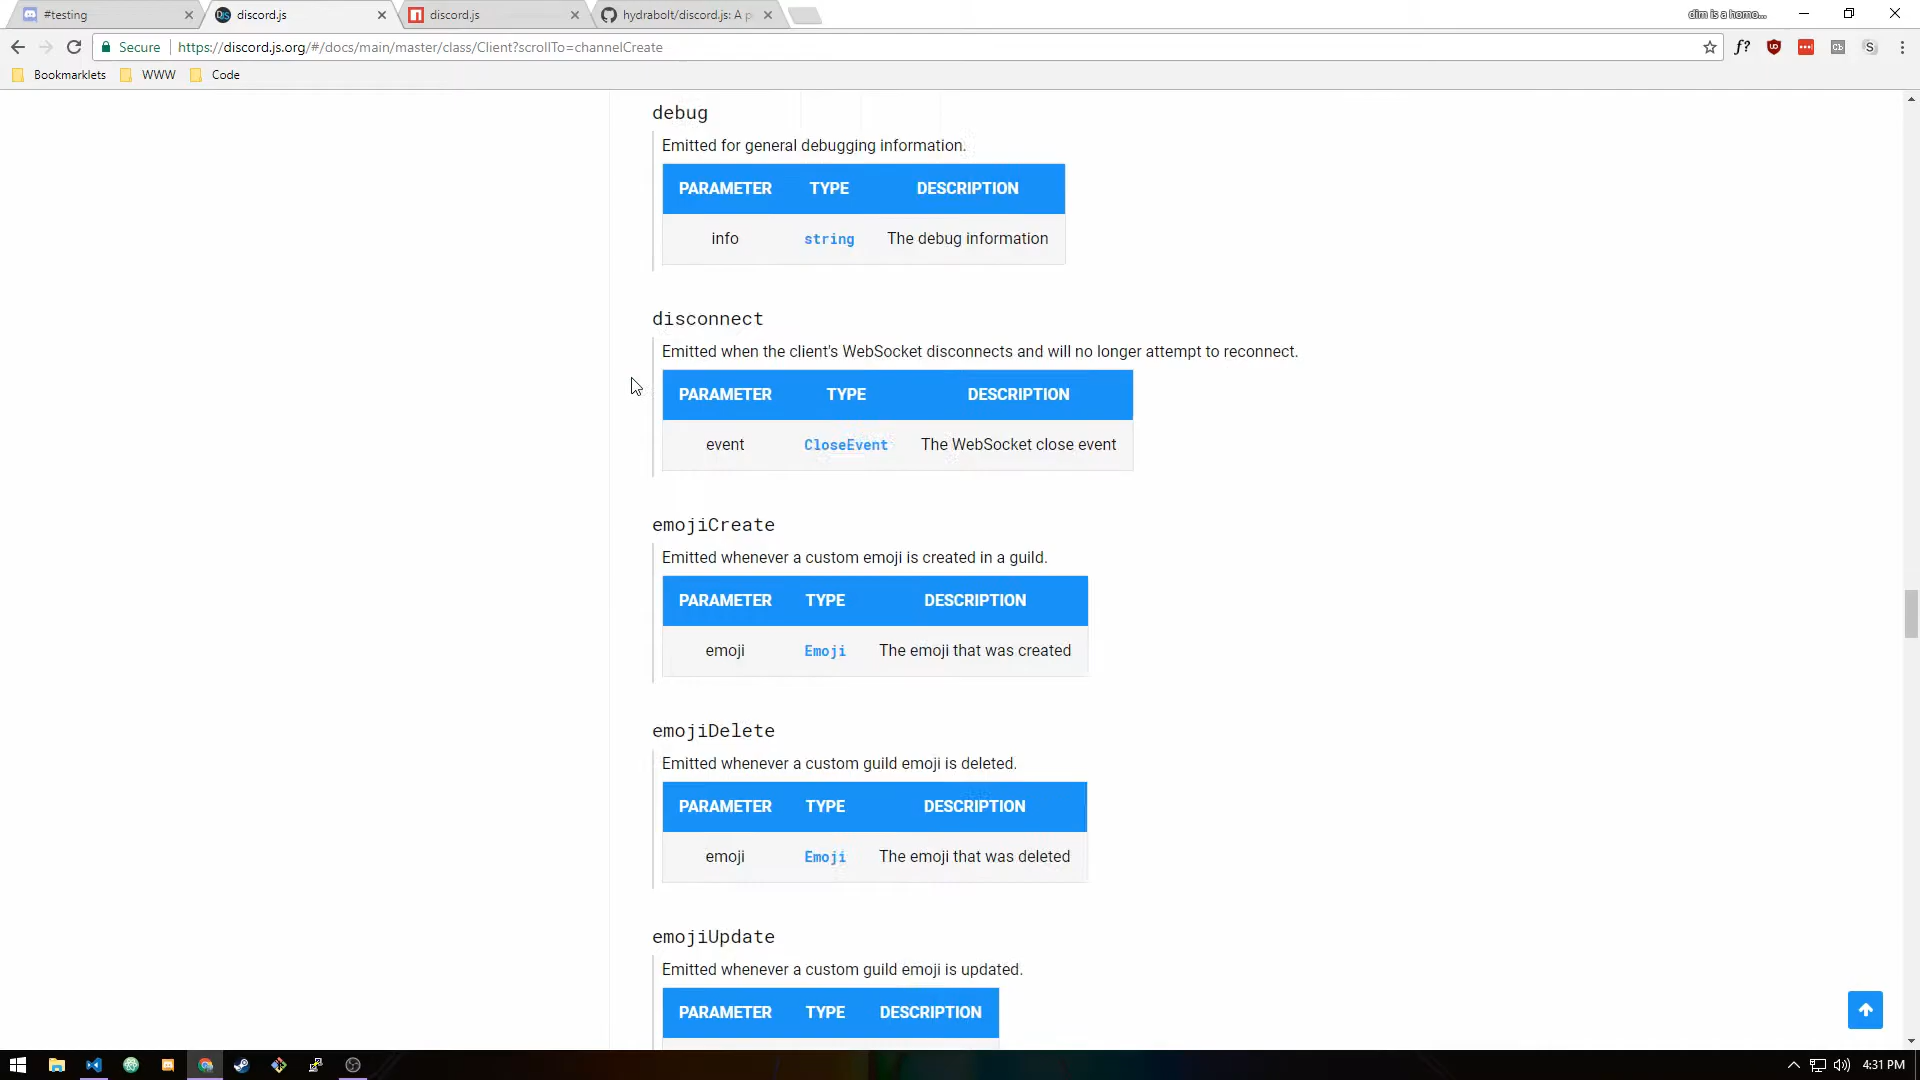 #testing
discord.js
discord.js
hydrabolt/discord.js: A p
dim is a homo...
Secure
https://discord.js.org/#/docs/main/master/class/Client?scrollTo=channelCreate
f?
Bookmarklets
WWW
Code
debug
Emitted for general debugging information.
PARAMETER TYPE DESCRIPTION
info string The debug information
disconnect
Emitted when the client's WebSocket disconnects and will no longer attempt to reconnect.
PARAMETER TYPE DESCRIPTION
event CloseEvent The WebSocket close event
emojiCreate
Emitted whenever a custom emoji is created in a guild.
PARAMETER TYPE DESCRIPTION
emoji Emoji The emoji that was created
emojiDelete
Emitted whenever a custom guild emoji is deleted.
PARAMETER TYPE DESCRIPTION
emoji Emoji The emoji that was deleted
emojiUpdate
Emitted whenever a custom guild emoji is updated.
PARAMETER TYPE DESCRIPTION
4:31 PM